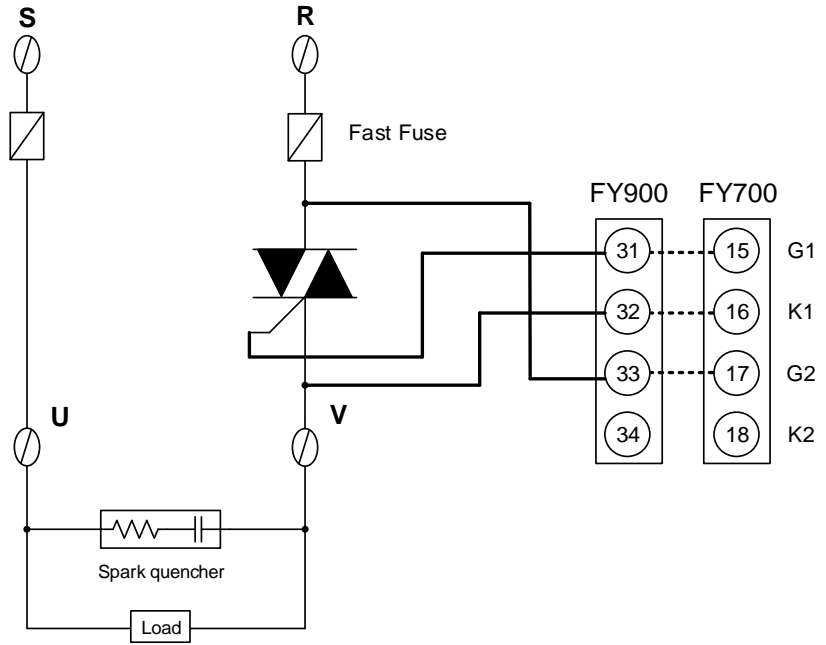 S R
Fast Fuse
FY900 FY700
31 15 G1
32 16 K1
33 17 G2
34 18 K2
U V
Spark quencher
Load